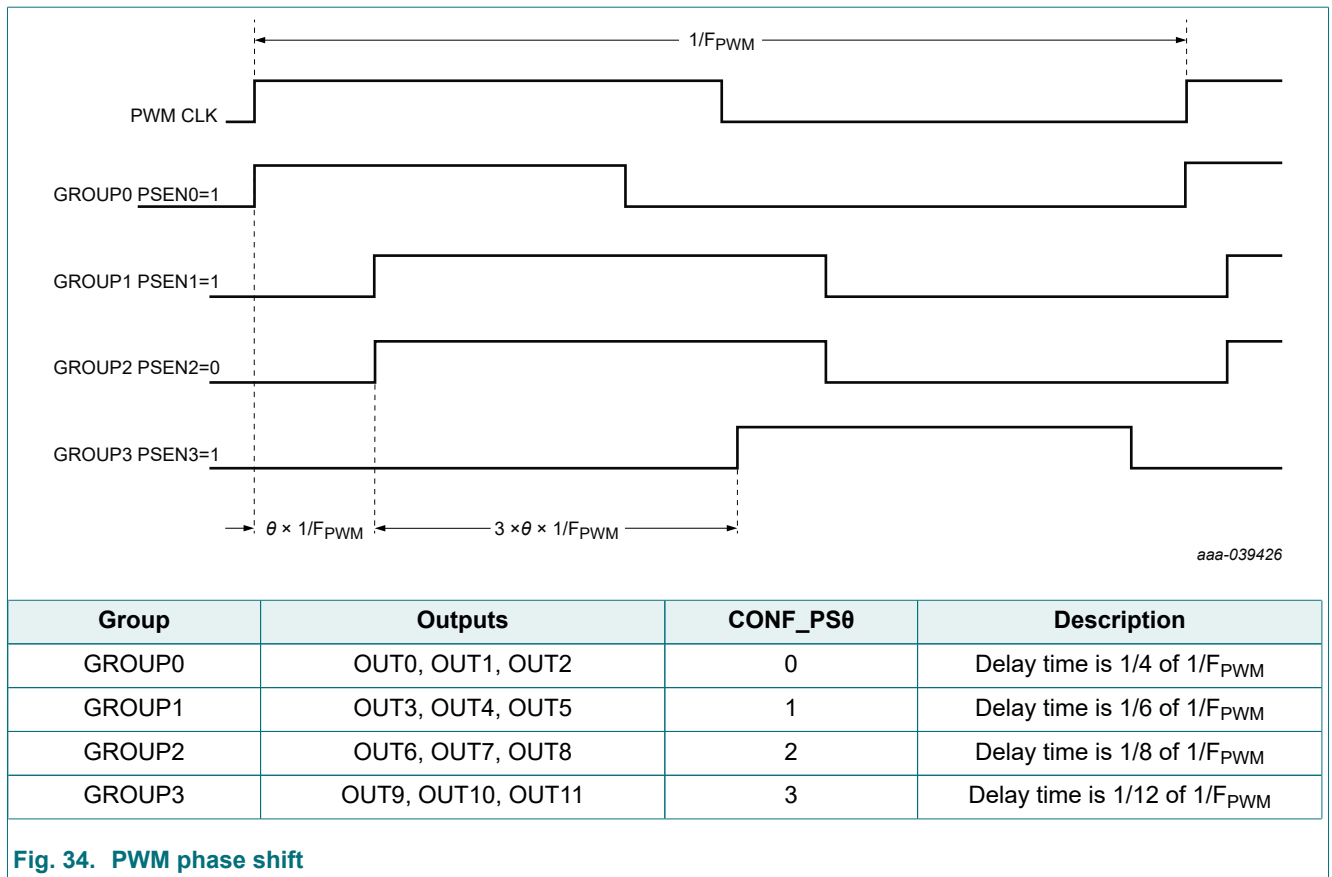 1/FPWM
PWM CLK
GROUP0 PSEN0=1
GROUP1 PSEN1=1
GROUP2 PSEN2=0
GROUP3 PSEN3=1
θ × 1/FPWM
3 ×θ × 1/FPWM
aaa-039426
Group Outputs CONF_PSθ Description
GROUP0 OUT0, OUT1, OUT2 0 Delay time is 1/4 of 1/FPWM
GROUP1 OUT3, OUT4, OUT5 1 Delay time is 1/6 of 1/FPWM
GROUP2 OUT6, OUT7, OUT8 2 Delay time is 1/8 of 1/FPWM
GROUP3 OUT9, OUT10, OUT11 3 Delay time is 1/12 of 1/FPWM
Fig. 34. PWM phase shift